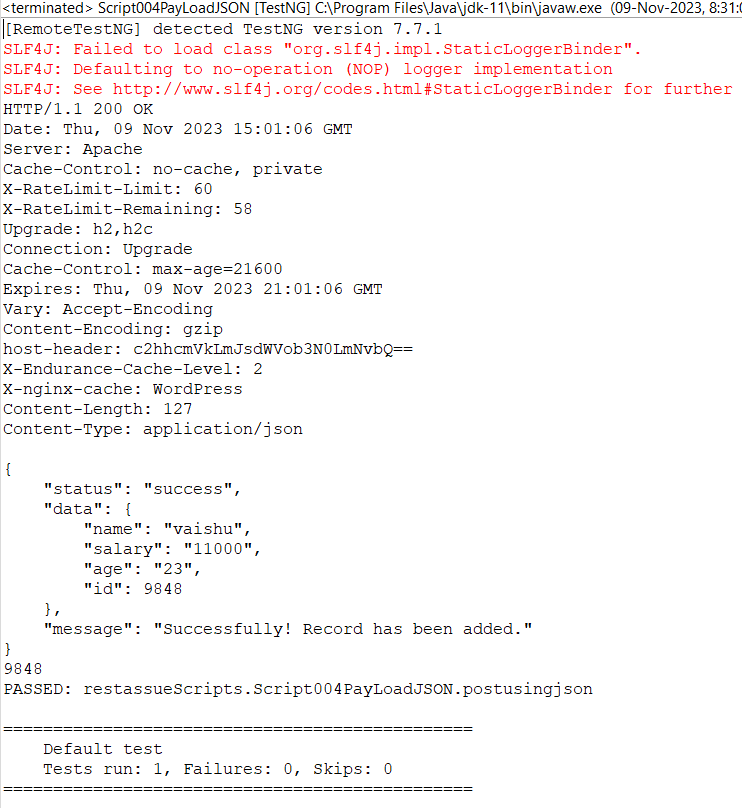 <terminated> Script004PayLoadJSON [TestNG] C:\Program Files\Java\jdk-11\bin\javaw.exe (09-Nov-2023, 8:31:0
[RemoteTestNG] detected TestNG version 7.7.1
SLF4J: Failed to load class "org.slf4j.impl.StaticLoggerBinder".
SLF4J: Defaulting to no-operation (NOP) logger implementation
SLF4J: See http://www.slf4j.org/codes.html#StaticLoggerBinder for further
HTTP/1.1 200 OK
Date: Thu, 09 Nov 2023 15:01:06 GMT
Server: Apache
Cache-Control: no-cache, private
X-RateLimit-Limit: 60
X-RateLimit-Remaining: 58
Upgrade: h2,h2c
Connection: Upgrade
Cache-Control: max-age=21600
Expires: Thu, 09 Nov 2023 21:01:06 GMT
Vary: Accept-Encoding
Content-Encoding: gzip
host-header: c2hhcmVkLmJsdWVob3N0LmNvbQ==
X-Endurance-Cache-Level: 2
X-nginx-cache: WordPress
Content-Length: 127
Content-Type: application/json
{
    "status": "success",
    "data": {
        "name": "vaishu",
        "salary": "11000",
        "age": "23",
        "id": 9848
    },
    "message": "Successfully! Record has been added."
}
9848
PASSED: restassueScripts.Script004PayLoadJSON.postusingjson
===============================================
    Default test
    Tests run: 1, Failures: 0, Skips: 0
===============================================